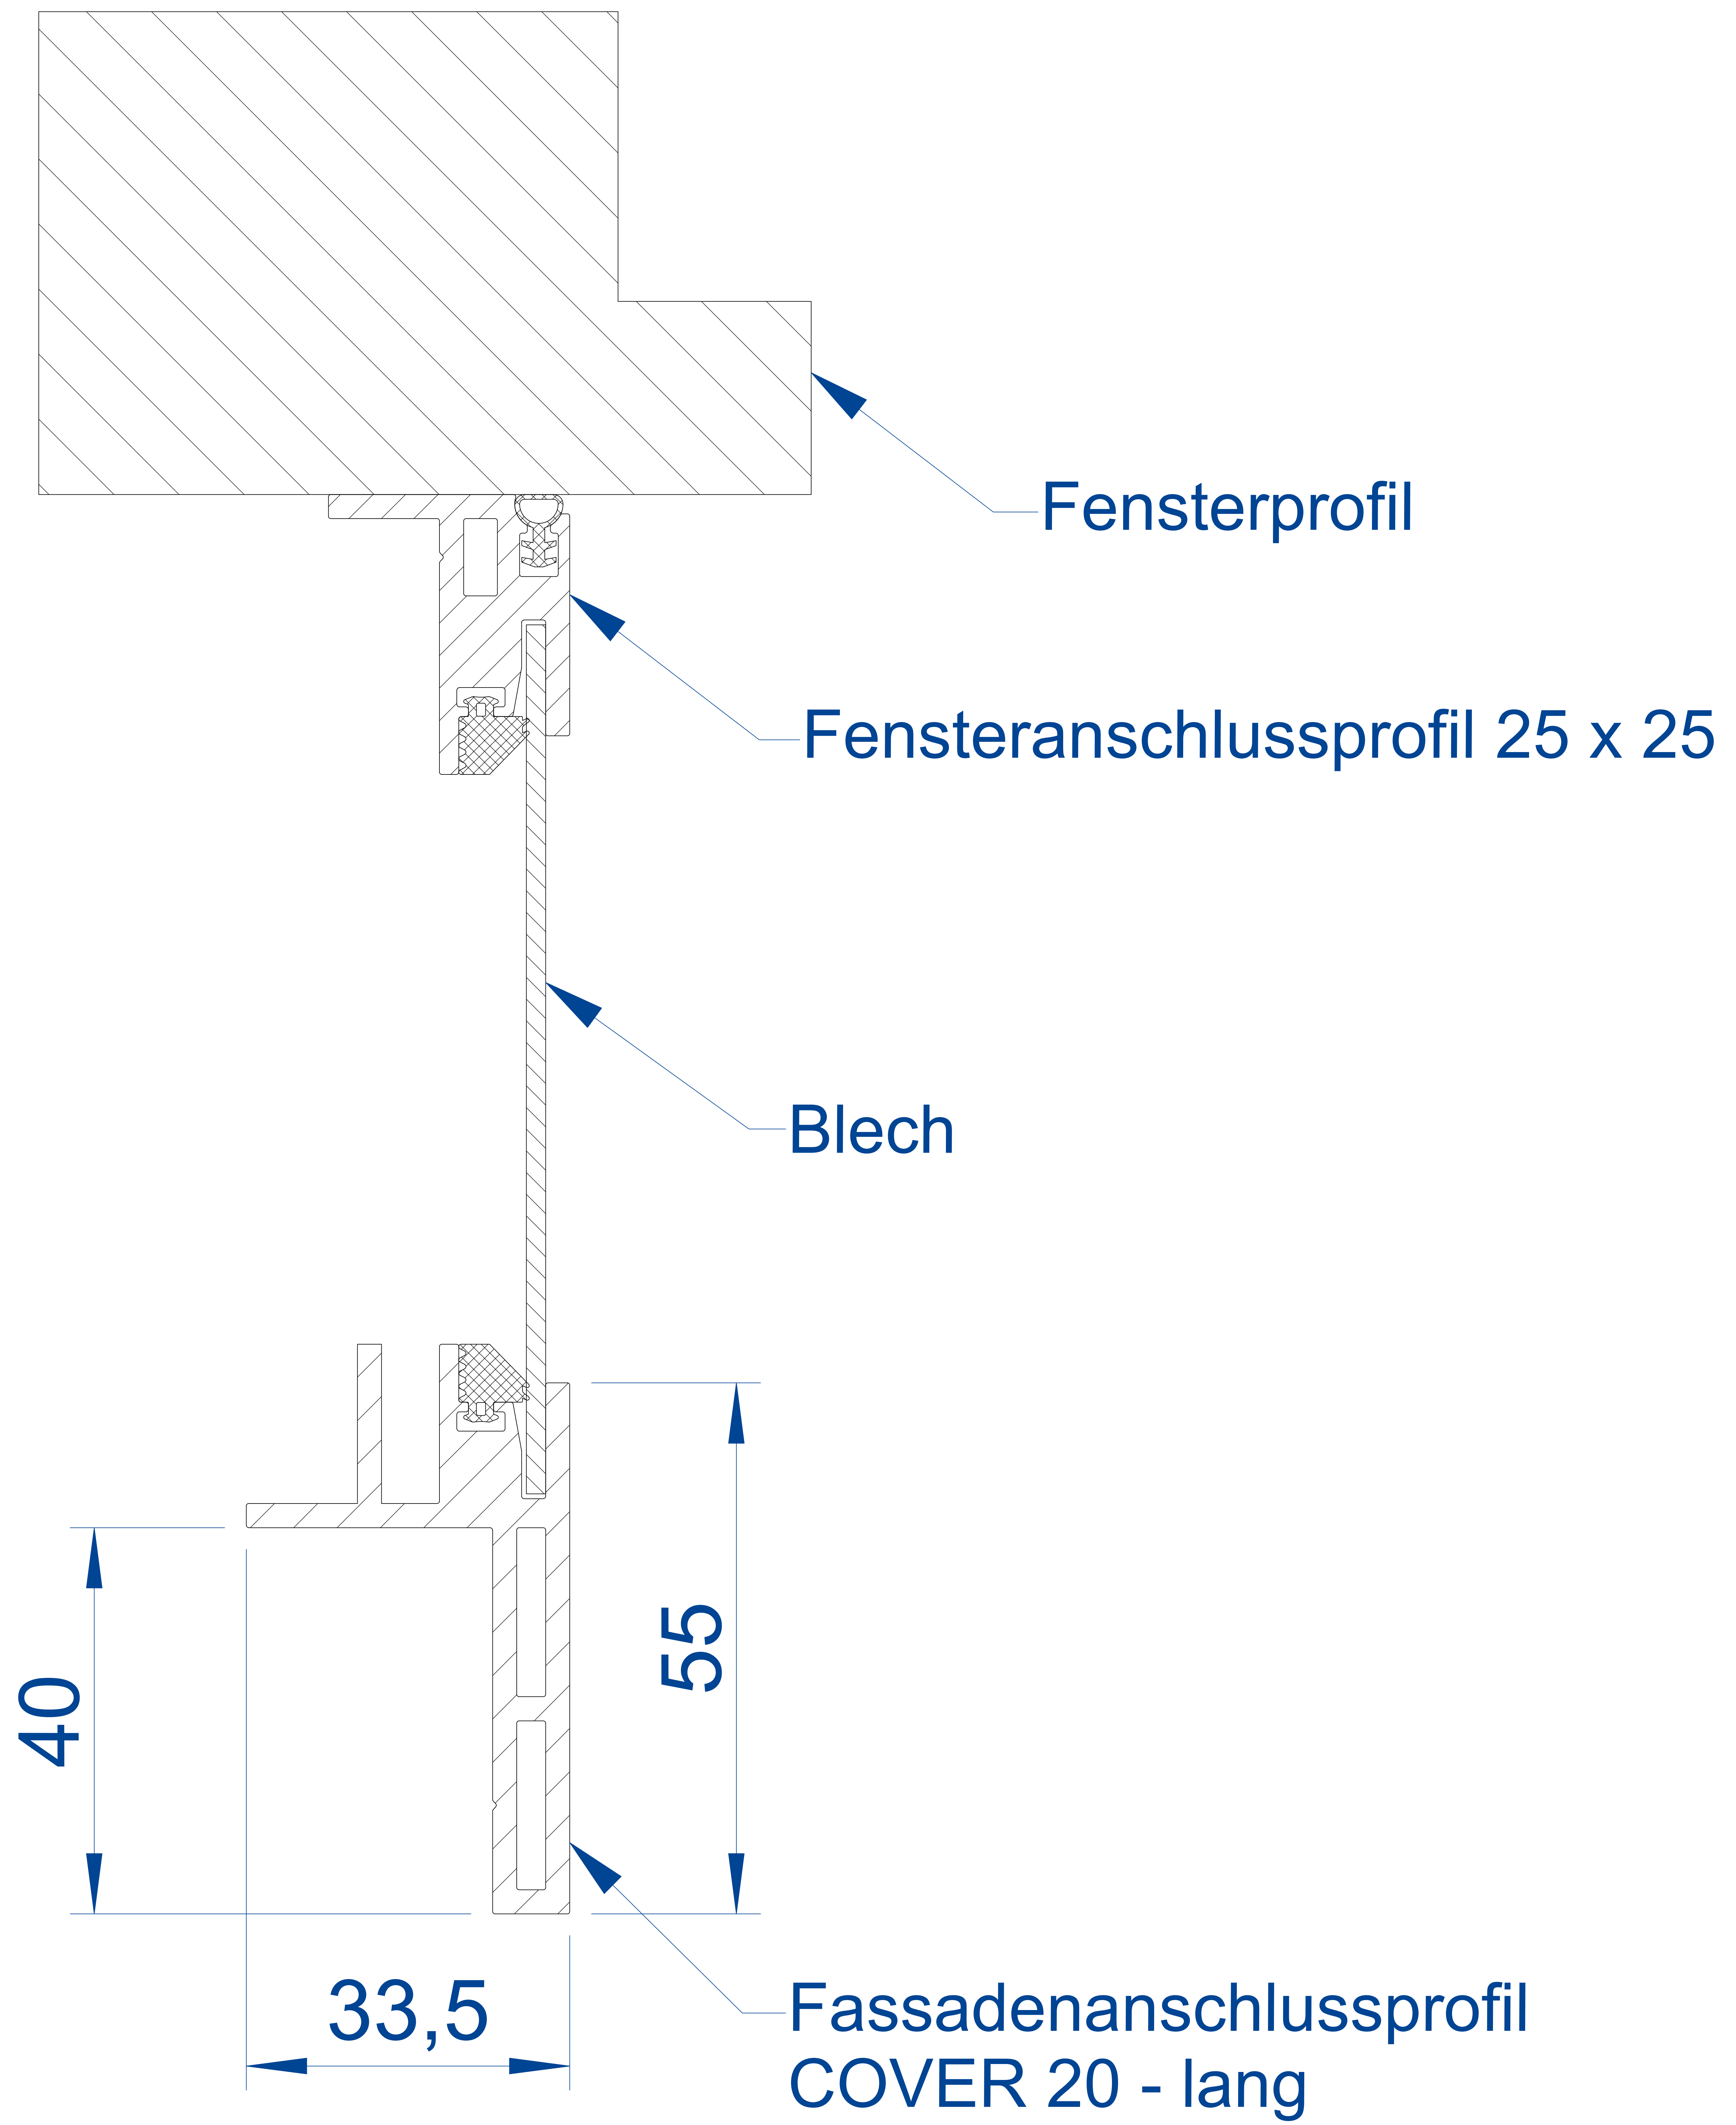 Fensterprofil
Fensteranschlussprofil 25 x 25
Blech
55
40
33,5
Fassadenanschlussprofil
COVER 20 - lang